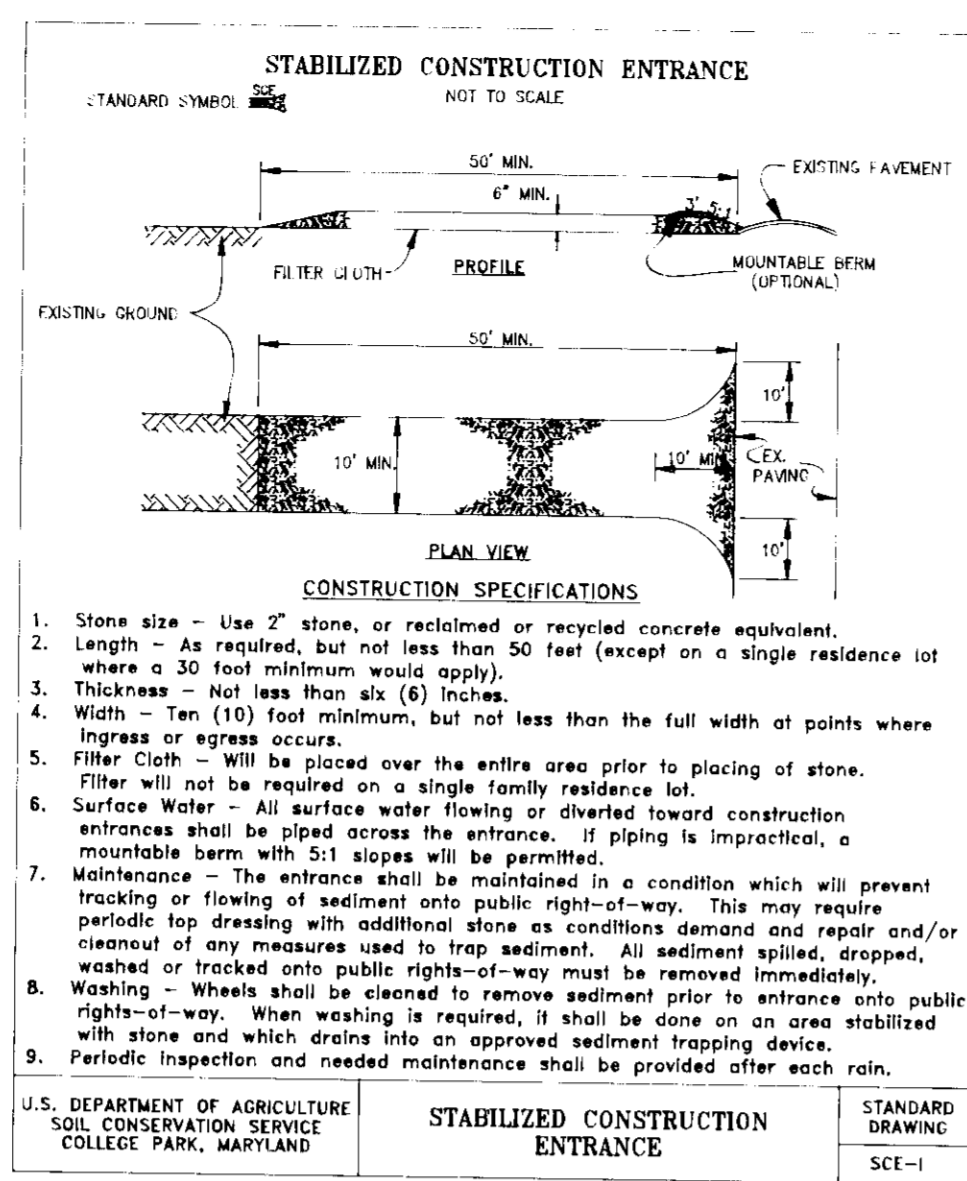 STABILIZED CONSTRUCTION ENTRANCE
NOT TO SCALE
STANDARD SYMBOL
SCE
50' MIN.
6" MIN.
3'
5:1
EXISTING PAVEMENT
FILTER CLOTH
PROFILE
MOUNTABLE BERM
(OPTIONAL)
EXISTING GROUND
50' MIN.
10'
10' MIN.
10' MIN
EX.
PAVING
10'
PLAN VIEW
CONSTRUCTION SPECIFICATIONS
1. Stone size – Use 2" stone, or reclaimed or recycled concrete equivalent.
2. Length – As required, but not less than 50 feet (except on a single residence lot
where a 30 foot minimum would apply).
3. Thickness – Not less than six (6) inches.
4. Width – Ten (10) foot minimum, but not less than the full width at points where
ingress or egress occurs.
5. Filter Cloth – Will be placed over the entire area prior to placing of stone.
Filter will not be required on a single family residence lot.
6. Surface Water – All surface water flowing or diverted toward construction
entrances shall be piped across the entrance. If piping is impractical, a
mountable berm with 5:1 slopes will be permitted.
7. Maintenance – The entrance shall be maintained in a condition which will prevent
tracking or flowing of sediment onto public right-of-way. This may require
periodic top dressing with additional stone as conditions demand and repair and/or
cleanout of any measures used to trap sediment. All sediment spilled, dropped,
washed or tracked onto public rights-of-way must be removed immediately.
8. Washing – Wheels shall be cleaned to remove sediment prior to entrance onto public
rights-of-way. When washing is required, it shall be done on an area stabilized
with stone and which drains into an approved sediment trapping device.
9. Periodic inspection and needed maintenance shall be provided after each rain.
U.S. DEPARTMENT OF AGRICULTURE
SOIL CONSERVATION SERVICE
COLLEGE PARK, MARYLAND
STABILIZED CONSTRUCTION
ENTRANCE
STANDARD
DRAWING
SCE-1